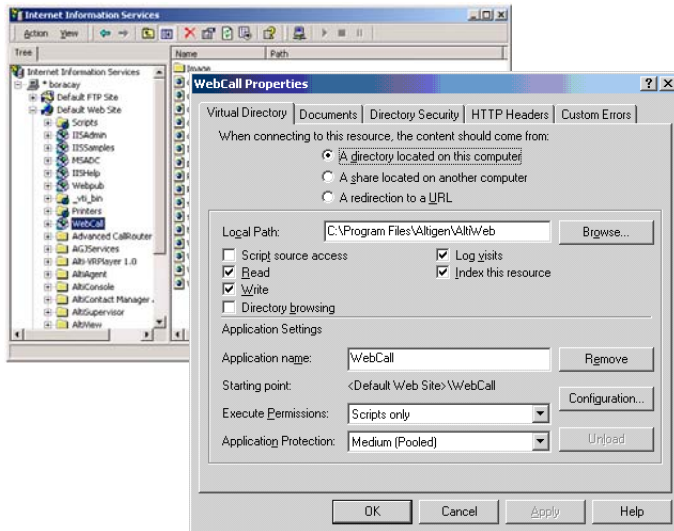 Internet Information Services
Action View
Tree
Name Path
Internet Information Services
* boracay
Default FTP Site
Default Web Site
Scripts
IISAdmin
IISSamples
MSADC
IISHelp
Webpub
_vti_bin
Printers
WebCall
Advanced CallRouter
Alti-VRPlayer 1.0
AltiAgent
AltiConsole
AltiContact Manager
AltiSupervisor
AltiView
Image
WebCall Properties
Virtual Directory Documents Directory Security HTTP Headers Custom Errors
When connecting to this resource, the content should come from:
A directory located on this computer
A share located on another computer
A redirection to a URL
Local Path: C:\Program Files\Altigen\AltiWeb Browse...
Script source access Log visits
Read Index this resource
Write
Directory browsing
Application Settings
Application name: WebCall Remove
Starting point: <Default Web Site>\WebCall
Configuration...
Execute Permissions: Scripts only
Application Protection: Medium (Pooled) Unload
OK Cancel Apply Help